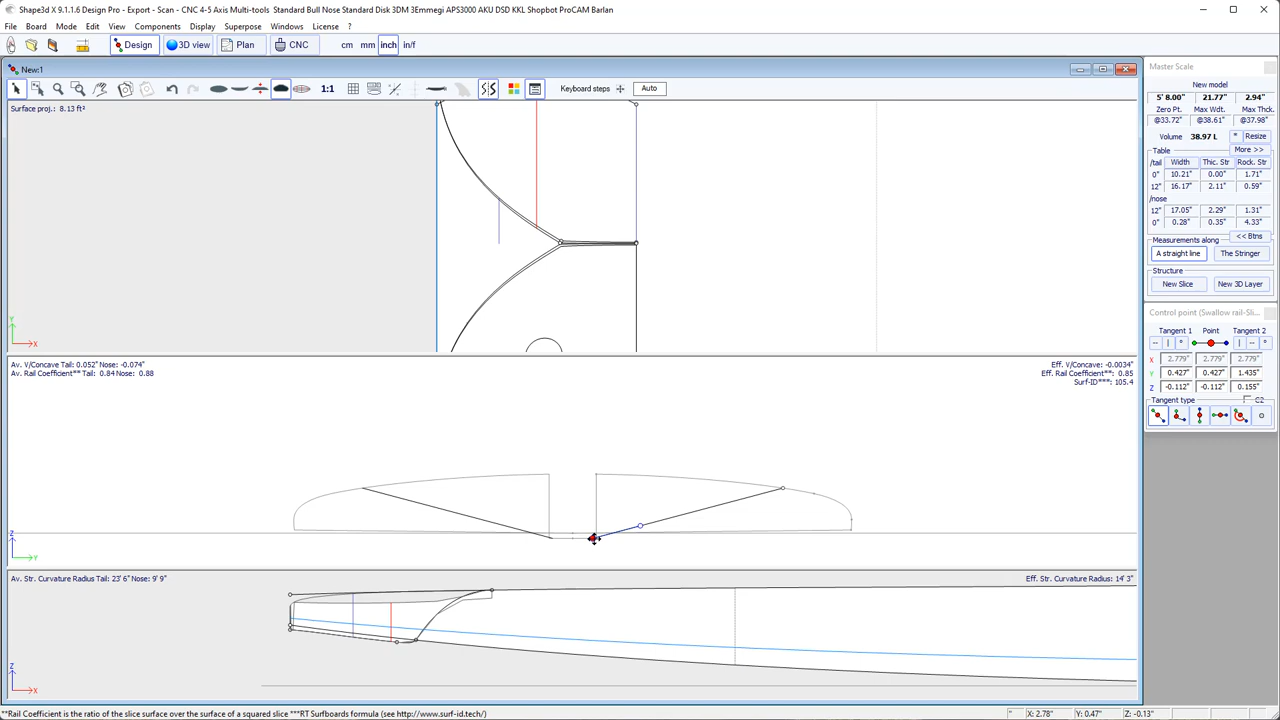 Shape3d X 9.1.1.6 Design Pro - Export - Scan - CNC 4-5 Axis Multi-tools Standard Bull Nose Standard Disk 3DM 3Emmegi APS3000 AKU DSD KKL Shopbot ProCAM Barlan
File Board Mode Edit View Components Display Superpose Windows License ?
Design 3D view Plan CNC cm mm inch in/f
New:1
1:1 Keyboard steps Auto
Surface proj.: 8.13 ft²
Y
X
Av. V/Concave Tail: 0.052" Nose: -0.074"
Av. Rail Coefficient** Tail: 0.84 Nose: 0.88
Eff. V/Concave: -0.0034"
Eff. Rail Coefficient**: 0.85
Surf-ID***: 105.4
Z
Y
Av. Str. Curvature Radius Tail: 23' 6" Nose: 9' 9"
Eff. Str. Curvature Radius: 14' 3"
Z
X
**Rail Coefficient is the ratio of the slice surface over the surface of a squared slice ***RT Surfboards formula (see http://www.surf-id.tech/)
" X: 2.78" Y: 0.47" Z: -0.13"
Master Scale
New model
5' 8.00" 21.77" 2.94"
Zero Pt. Max Wdt. Max Thck.
@33.72" @38.61" @37.98"
Volume 38.97 L * Resize
Table More >>
/tail Width Thic. Str Rock. Str
0" 10.21" 0.00" 1.71"
12" 16.17" 2.11" 0.59"
/nose
12" 17.05" 2.29" 1.31"
0" 0.28" 0.35" 4.33"
<< Btns
Measurements along
A straight line The Stringer
Structure
New Slice New 3D Layer
Control point (Swallow rail-Sli...
Tangent 1 Point Tangent 2
X 2.779" 2.779" 2.779"
Y 0.427" 0.427" 1.435"
Z -0.112" -0.112" 0.155"
Tangent type C2